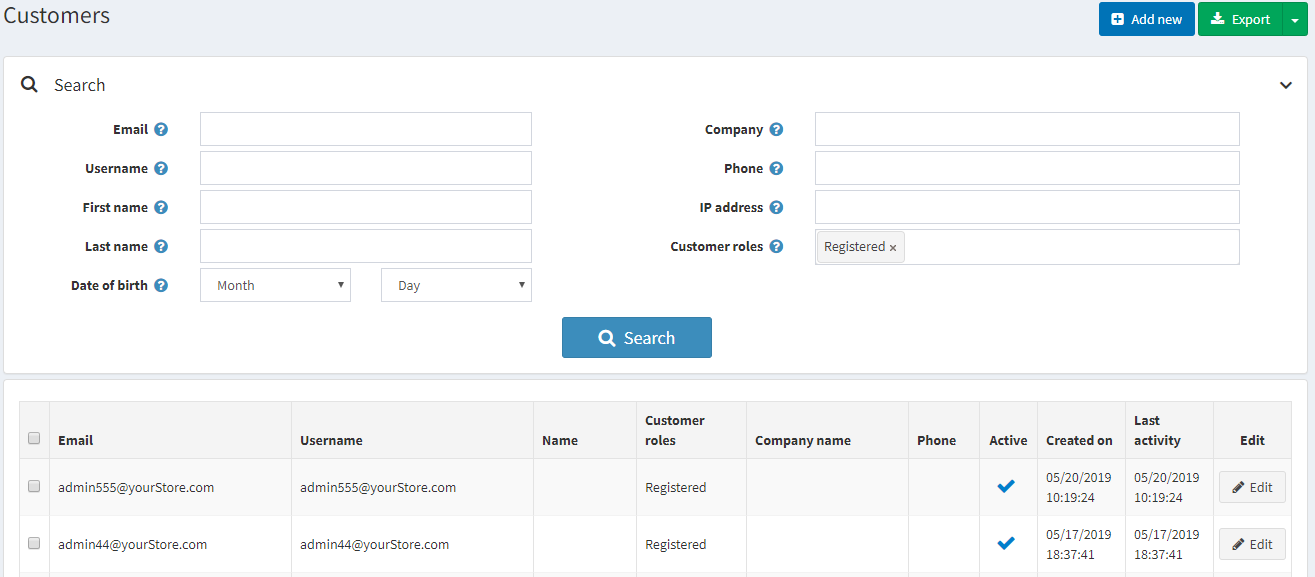 Customers
Add new
Export
Search
Email ?
Company ?
Username ?
Phone ?
First name ?
IP address ?
Last name ?
Customer roles ?
Registered ×
Date of birth ?
Month
Day
Search
Email
Username
Name
Customer
roles
Company name
Phone
Active
Created on
Last
activity
Edit
admin555@yourStore.com
admin555@yourStore.com
Registered
05/20/2019
10:19:24
05/20/2019
10:19:24
Edit
admin44@yourStore.com
admin44@yourStore.com
Registered
05/17/2019
18:37:41
05/17/2019
18:37:41
Edit